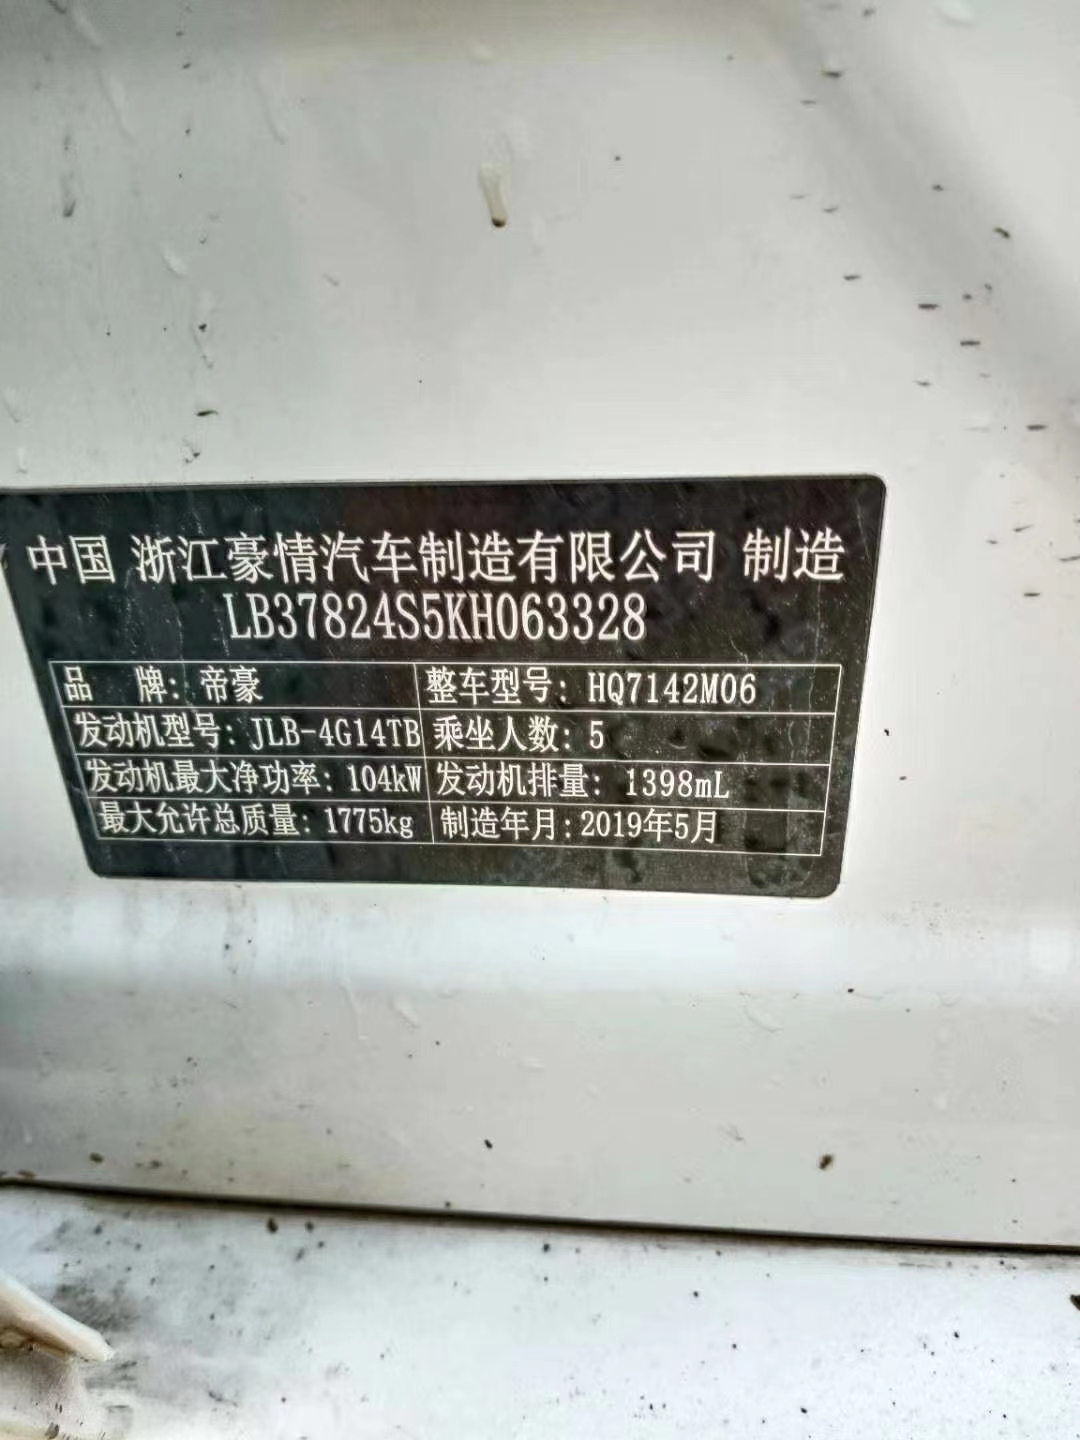 中国 浙江豪情汽车制造有限公司 制造
LB37824S5KH063328
品 牌: 帝豪 整车型号: HQ7142M06
发动机型号: JLB-4G14TB 乘坐人数: 5
发动机最大净功率: 104kW 发动机排量: 1398mL
最大允许总质量: 1775kg 制造年月: 2019年5月